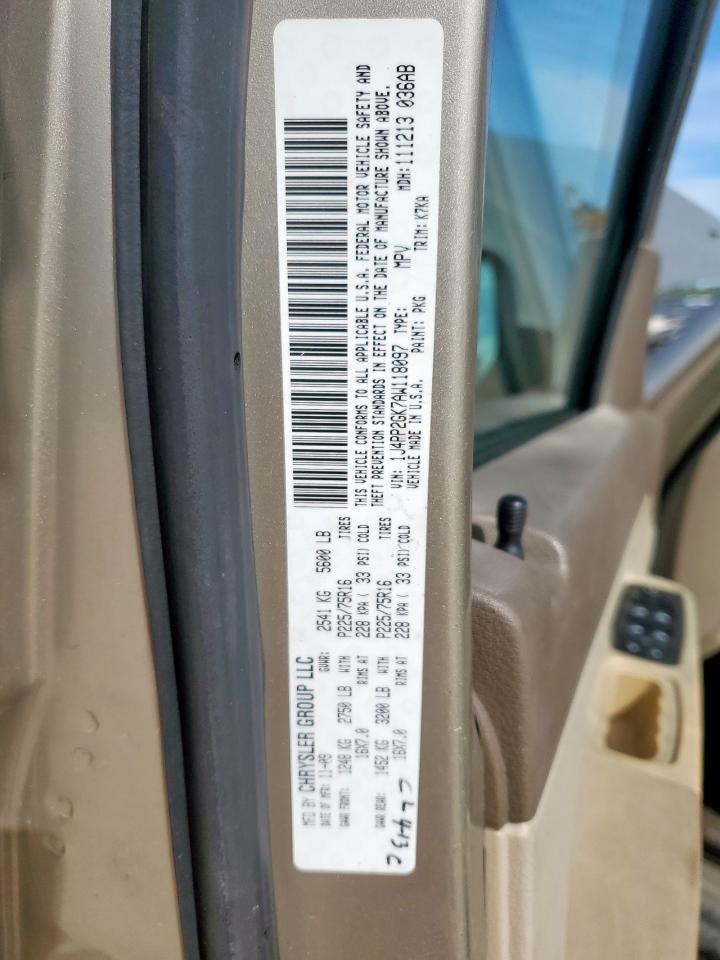 MFD BY CHRYSLER GROUP LLC
DATE OF MFR: 11-09 GVWR: 2541 KG 5600 LB
GAWR FRONT: 1248 KG 2750 LB WITH P225/75R16 TIRES
16X7.0 RIMS AT 228 KPA ( 33 PSI) COLD
GAWR REAR: 1452 KG 3200 LB WITH P225/75R16 TIRES
16X7.0 RIMS AT 228 KPA ( 33 PSI) COLD
THIS VEHICLE CONFORMS TO ALL APPLICABLE U.S.A. FEDERAL MOTOR VEHICLE SAFETY AND
THEFT PREVENTION STANDARDS IN EFFECT ON THE DATE OF MANUFACTURE SHOWN ABOVE.
VIN: 1J4PP2GK7AW118097 TYPE: MPV MDH: 111213 036AB
VEHICLE MADE IN U.S.A. PAINT: PKG TRIM: K7KA